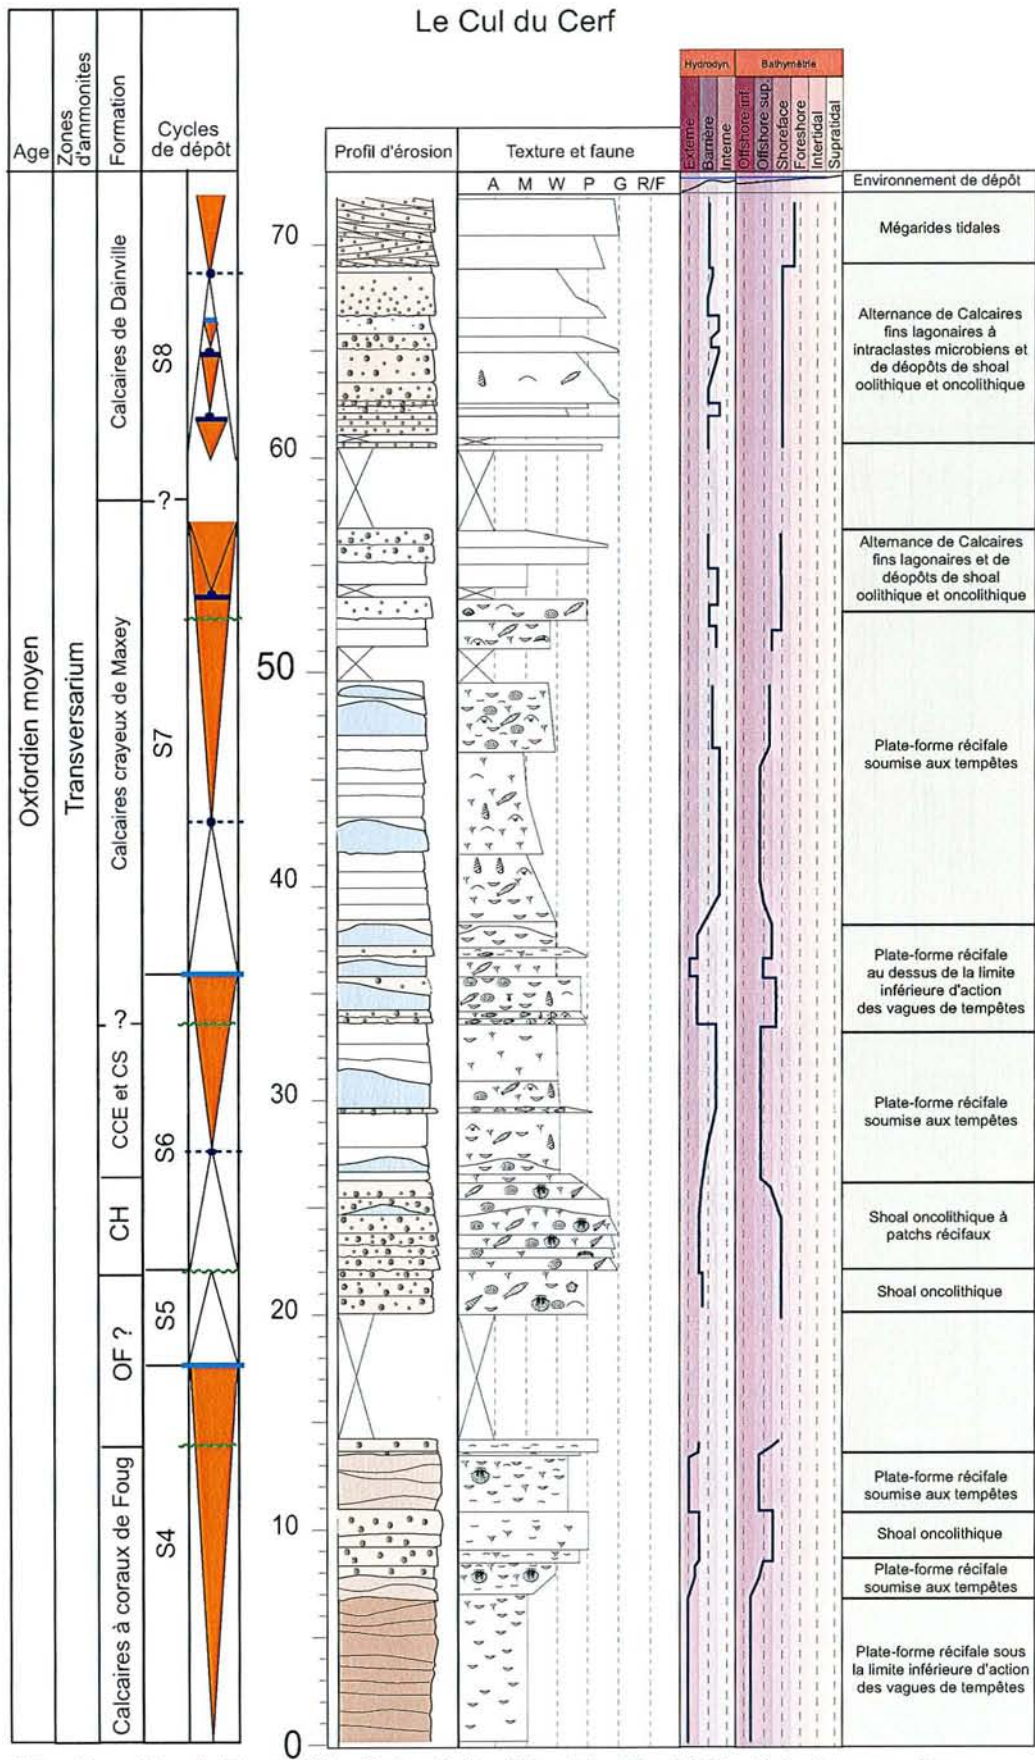 Le Cul du Cerf
Age
Zones
d'ammonites
Formation
Cycles
de dépôt
Profil d'érosion
Texture et faune
A M W P G R/F
Hydrodyn.
Bathymétrie
Externe
Barrière
Interne
Offshore inf.
Offshore sup.
Shoreface
Foreshore
Intertidal
Supratidal
Environnement de dépôt
Oxfordien moyen
Transversarium
Calcaires de Dainville
Calcaires crayeux de Maxey
?
CCE et CS
CH
OF ?
Calcaires à coraux de Foug
S8
?
S7
S6
S5
S4
70
60
50
40
30
20
10
0
Mégarides tidales
Alternance de Calcaires
fins lagonaires à
intraclastes microbiens et
de déopôts de shoal
oolithique et oncolithique
Alternance de Calcaires
fins lagonaires et de
déopôts de shoal
oolithique et oncolithique
Plate-forme récifale
soumise aux tempêtes
Plate-forme récifale
au dessus de la limite
inférieure d'action
des vagues de tempêtes
Plate-forme récifale
soumise aux tempêtes
Shoal oncolithique à
patchs récifaux
Shoal oncolithique
Plate-forme récifale
soumise aux tempêtes
Shoal oncolithique
Plate-forme récifale
soumise aux tempêtes
Plate-forme récifale sous
la limite inférieure d'action
des vagues de tempêtes